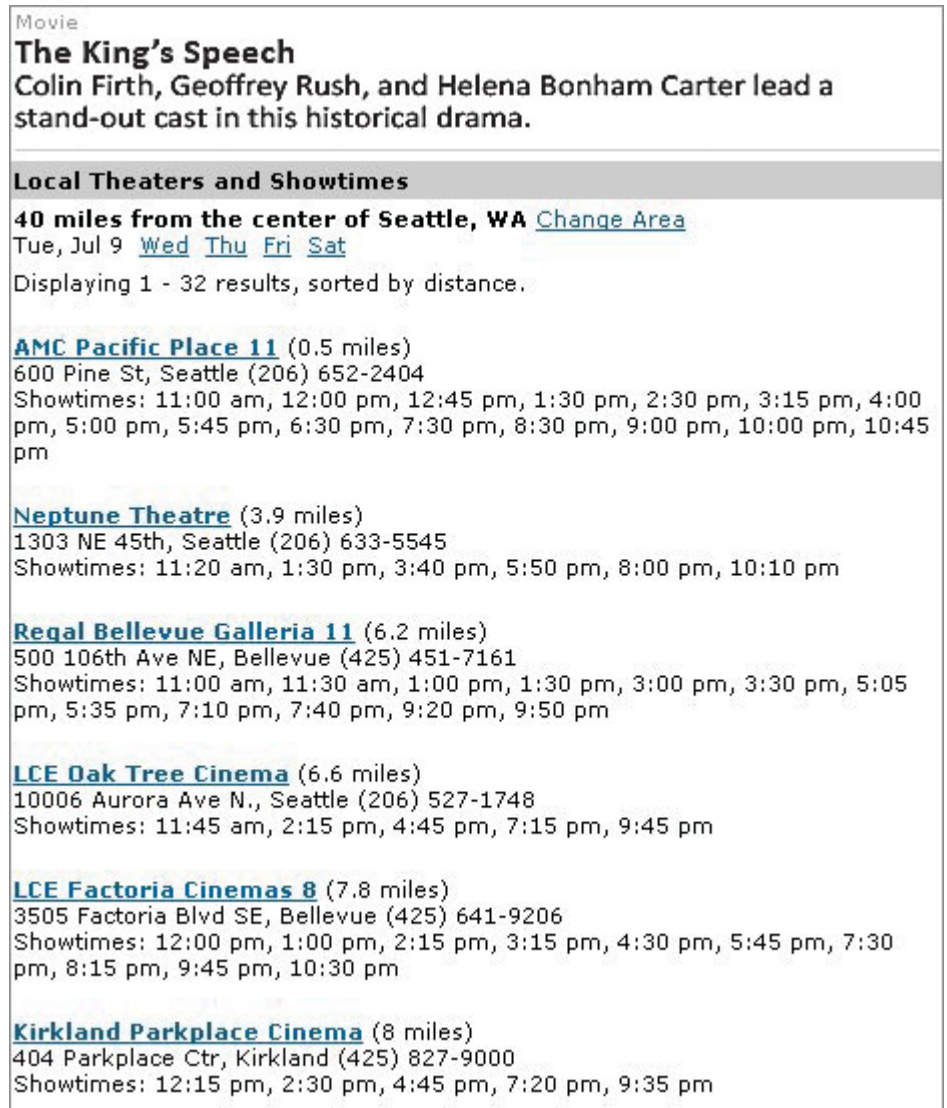 Movie
The King's Speech
Colin Firth, Geoffrey Rush, and Helena Bonham Carter lead a
stand-out cast in this historical drama.
Local Theaters and Showtimes
40 miles from the center of Seattle, WA Change Area
Tue, Jul 9 Wed Thu Fri Sat
Displaying 1 - 32 results, sorted by distance.
AMC Pacific Place 11 (0.5 miles)
600 Pine St, Seattle (206) 652-2404
Showtimes: 11:00 am, 12:00 pm, 12:45 pm, 1:30 pm, 2:30 pm, 3:15 pm, 4:00
pm, 5:00 pm, 5:45 pm, 6:30 pm, 7:30 pm, 8:30 pm, 9:00 pm, 10:00 pm, 10:45
pm
Neptune Theatre (3.9 miles)
1303 NE 45th, Seattle (206) 633-5545
Showtimes: 11:20 am, 1:30 pm, 3:40 pm, 5:50 pm, 8:00 pm, 10:10 pm
Regal Bellevue Galleria 11 (6.2 miles)
500 106th Ave NE, Bellevue (425) 451-7161
Showtimes: 11:00 am, 11:30 am, 1:00 pm, 1:30 pm, 3:00 pm, 3:30 pm, 5:05
pm, 5:35 pm, 7:10 pm, 7:40 pm, 9:20 pm, 9:50 pm
LCE Oak Tree Cinema (6.6 miles)
10006 Aurora Ave N., Seattle (206) 527-1748
Showtimes: 11:45 am, 2:15 pm, 4:45 pm, 7:15 pm, 9:45 pm
LCE Factoria Cinemas 8 (7.8 miles)
3505 Factoria Blvd SE, Bellevue (425) 641-9206
Showtimes: 12:00 pm, 1:00 pm, 2:15 pm, 3:15 pm, 4:30 pm, 5:45 pm, 7:30
pm, 8:15 pm, 9:45 pm, 10:30 pm
Kirkland Parkplace Cinema (8 miles)
404 Parkplace Ctr, Kirkland (425) 827-9000
Showtimes: 12:15 pm, 2:30 pm, 4:45 pm, 7:20 pm, 9:35 pm